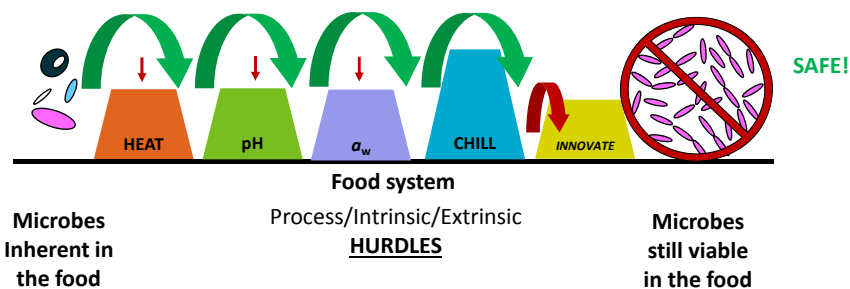 SAFE!
HEAT
pH
aw
CHILL
INNOVATE
Food system
Process/Intrinsic/Extrinsic
HURDLES
Microbes
Inherent in
the food
Microbes
still viable
in the food